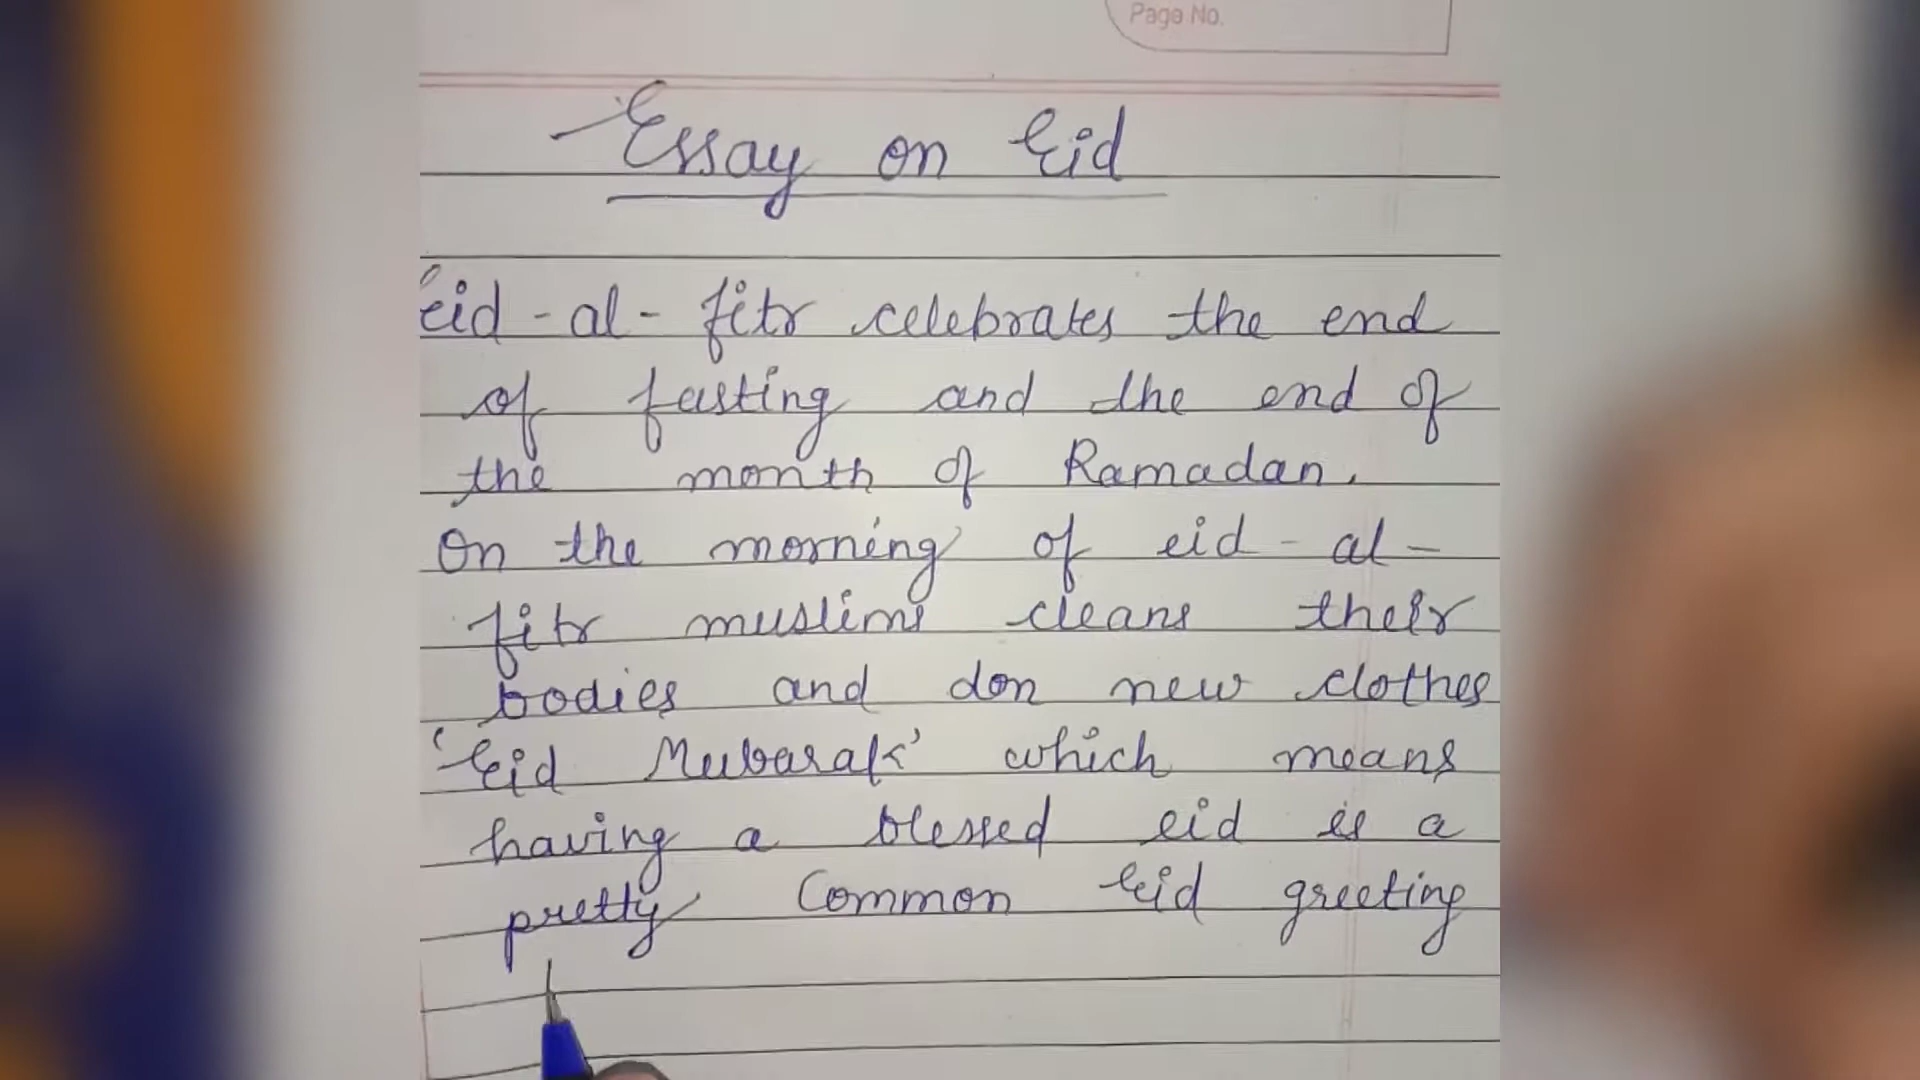 Page No.
Essay on Eid
Eid-al-fitr celebrates the end
of fasting and the end of
the month of Ramadan.
On the morning of eid-al-
fitr muslims cleans their
bodies and don new clothes
'Eid Mubarak' which means
having a blessed eid is a
pretty Common Eid greeting